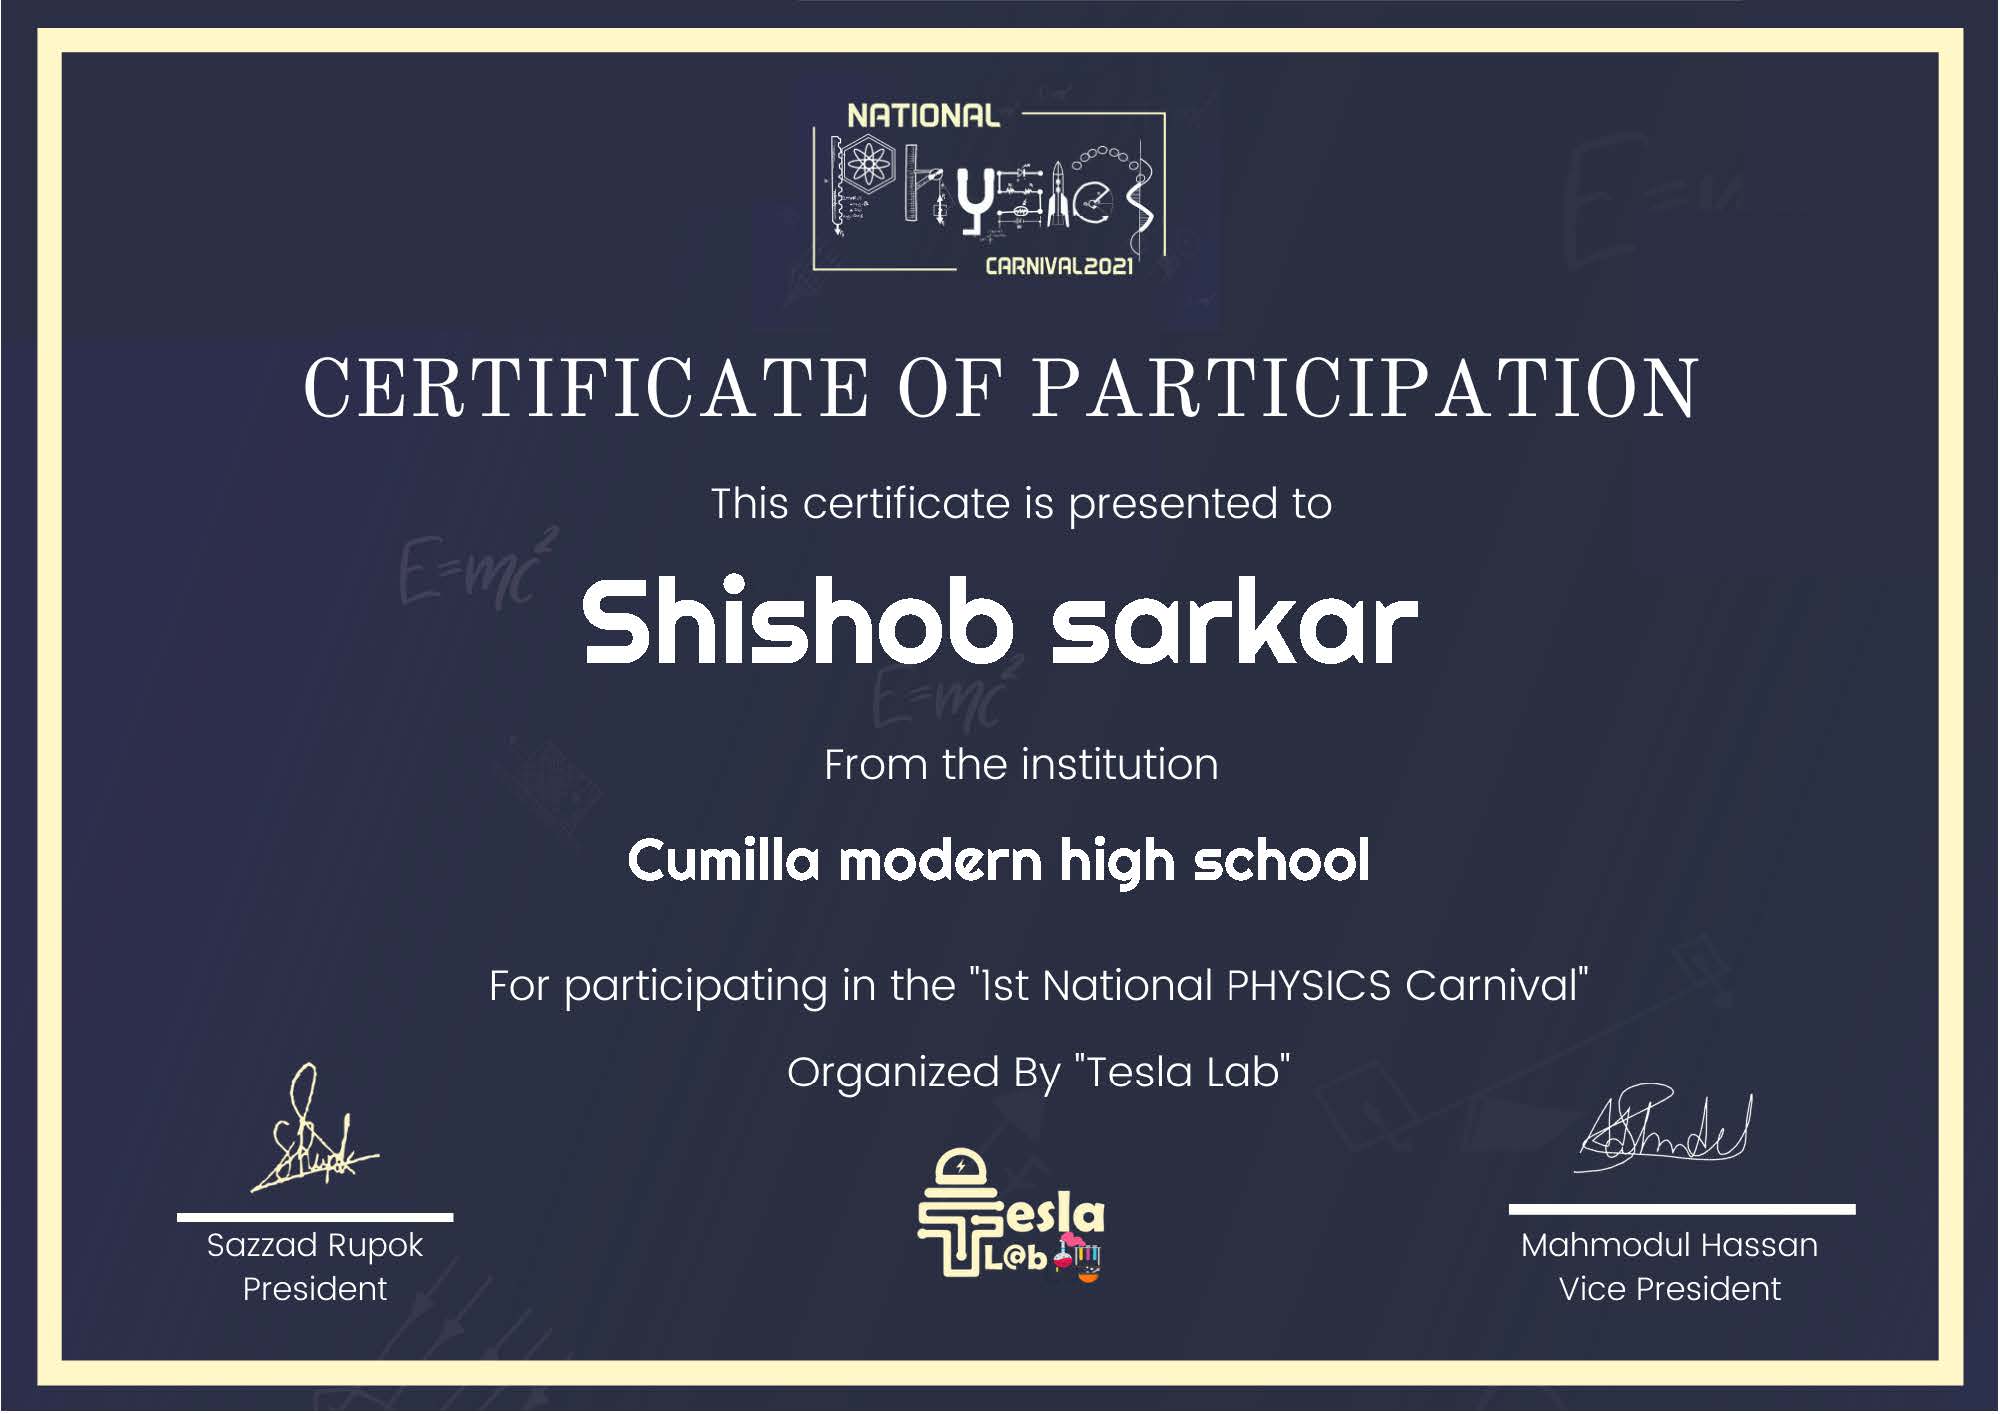 NATIONAL
Physics
CARNIVAL2021
CERTIFICATE OF PARTICIPATION
This certificate is presented to
E=mc²
Shishob sarkar
E=mc²
From the institution
Cumilla modern high school
For participating in the "1st National PHYSICS Carnival"
Organized By "Tesla Lab"
Tesla
L@b
Sazzad Rupok
President
Mahmodul Hassan
Vice President